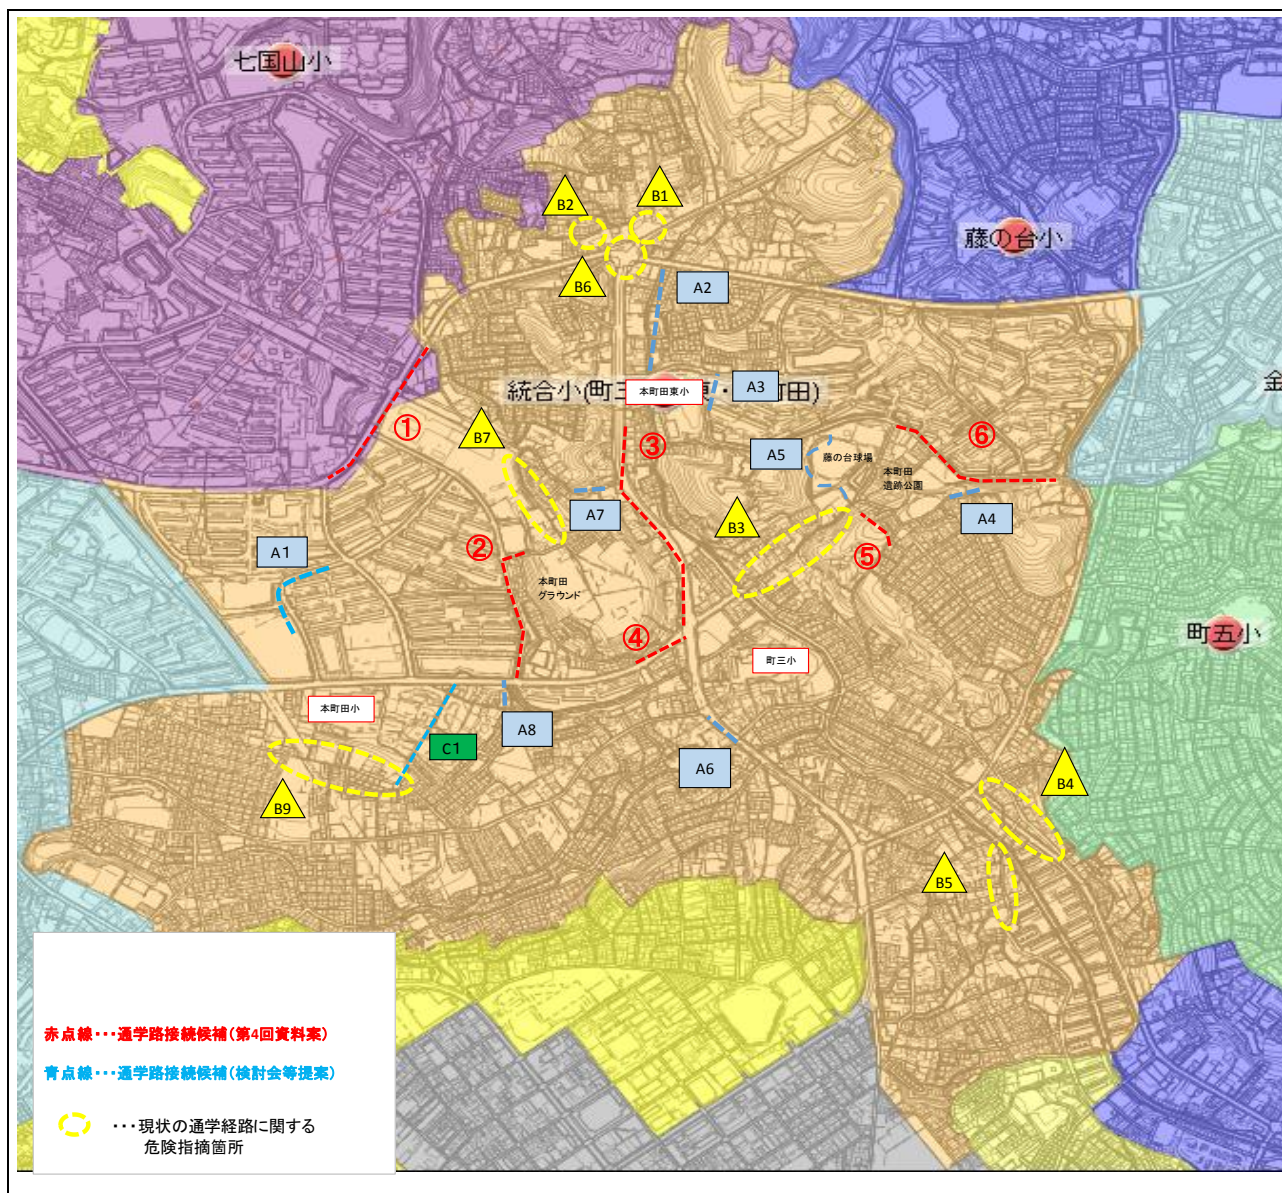 七国山小
藤の台小
B2
B1
B6
A2
統合小(町三
本町田東小
東・
町田)
A3
金
①
B7
③
⑥
A5
藤の台球場
本町田
遺跡公園
A7
B3
A4
A1
②
⑤
本町田
グラウンド
④
町五小
町三小
本町田小
A8
C1
A6
B9
B4
B5
赤点線・・・通学路接続候補(第4回資料案)
青点線・・・通学路接続候補(検討会等提案)
・・・現状の通学経路に関する
危険指摘箇所